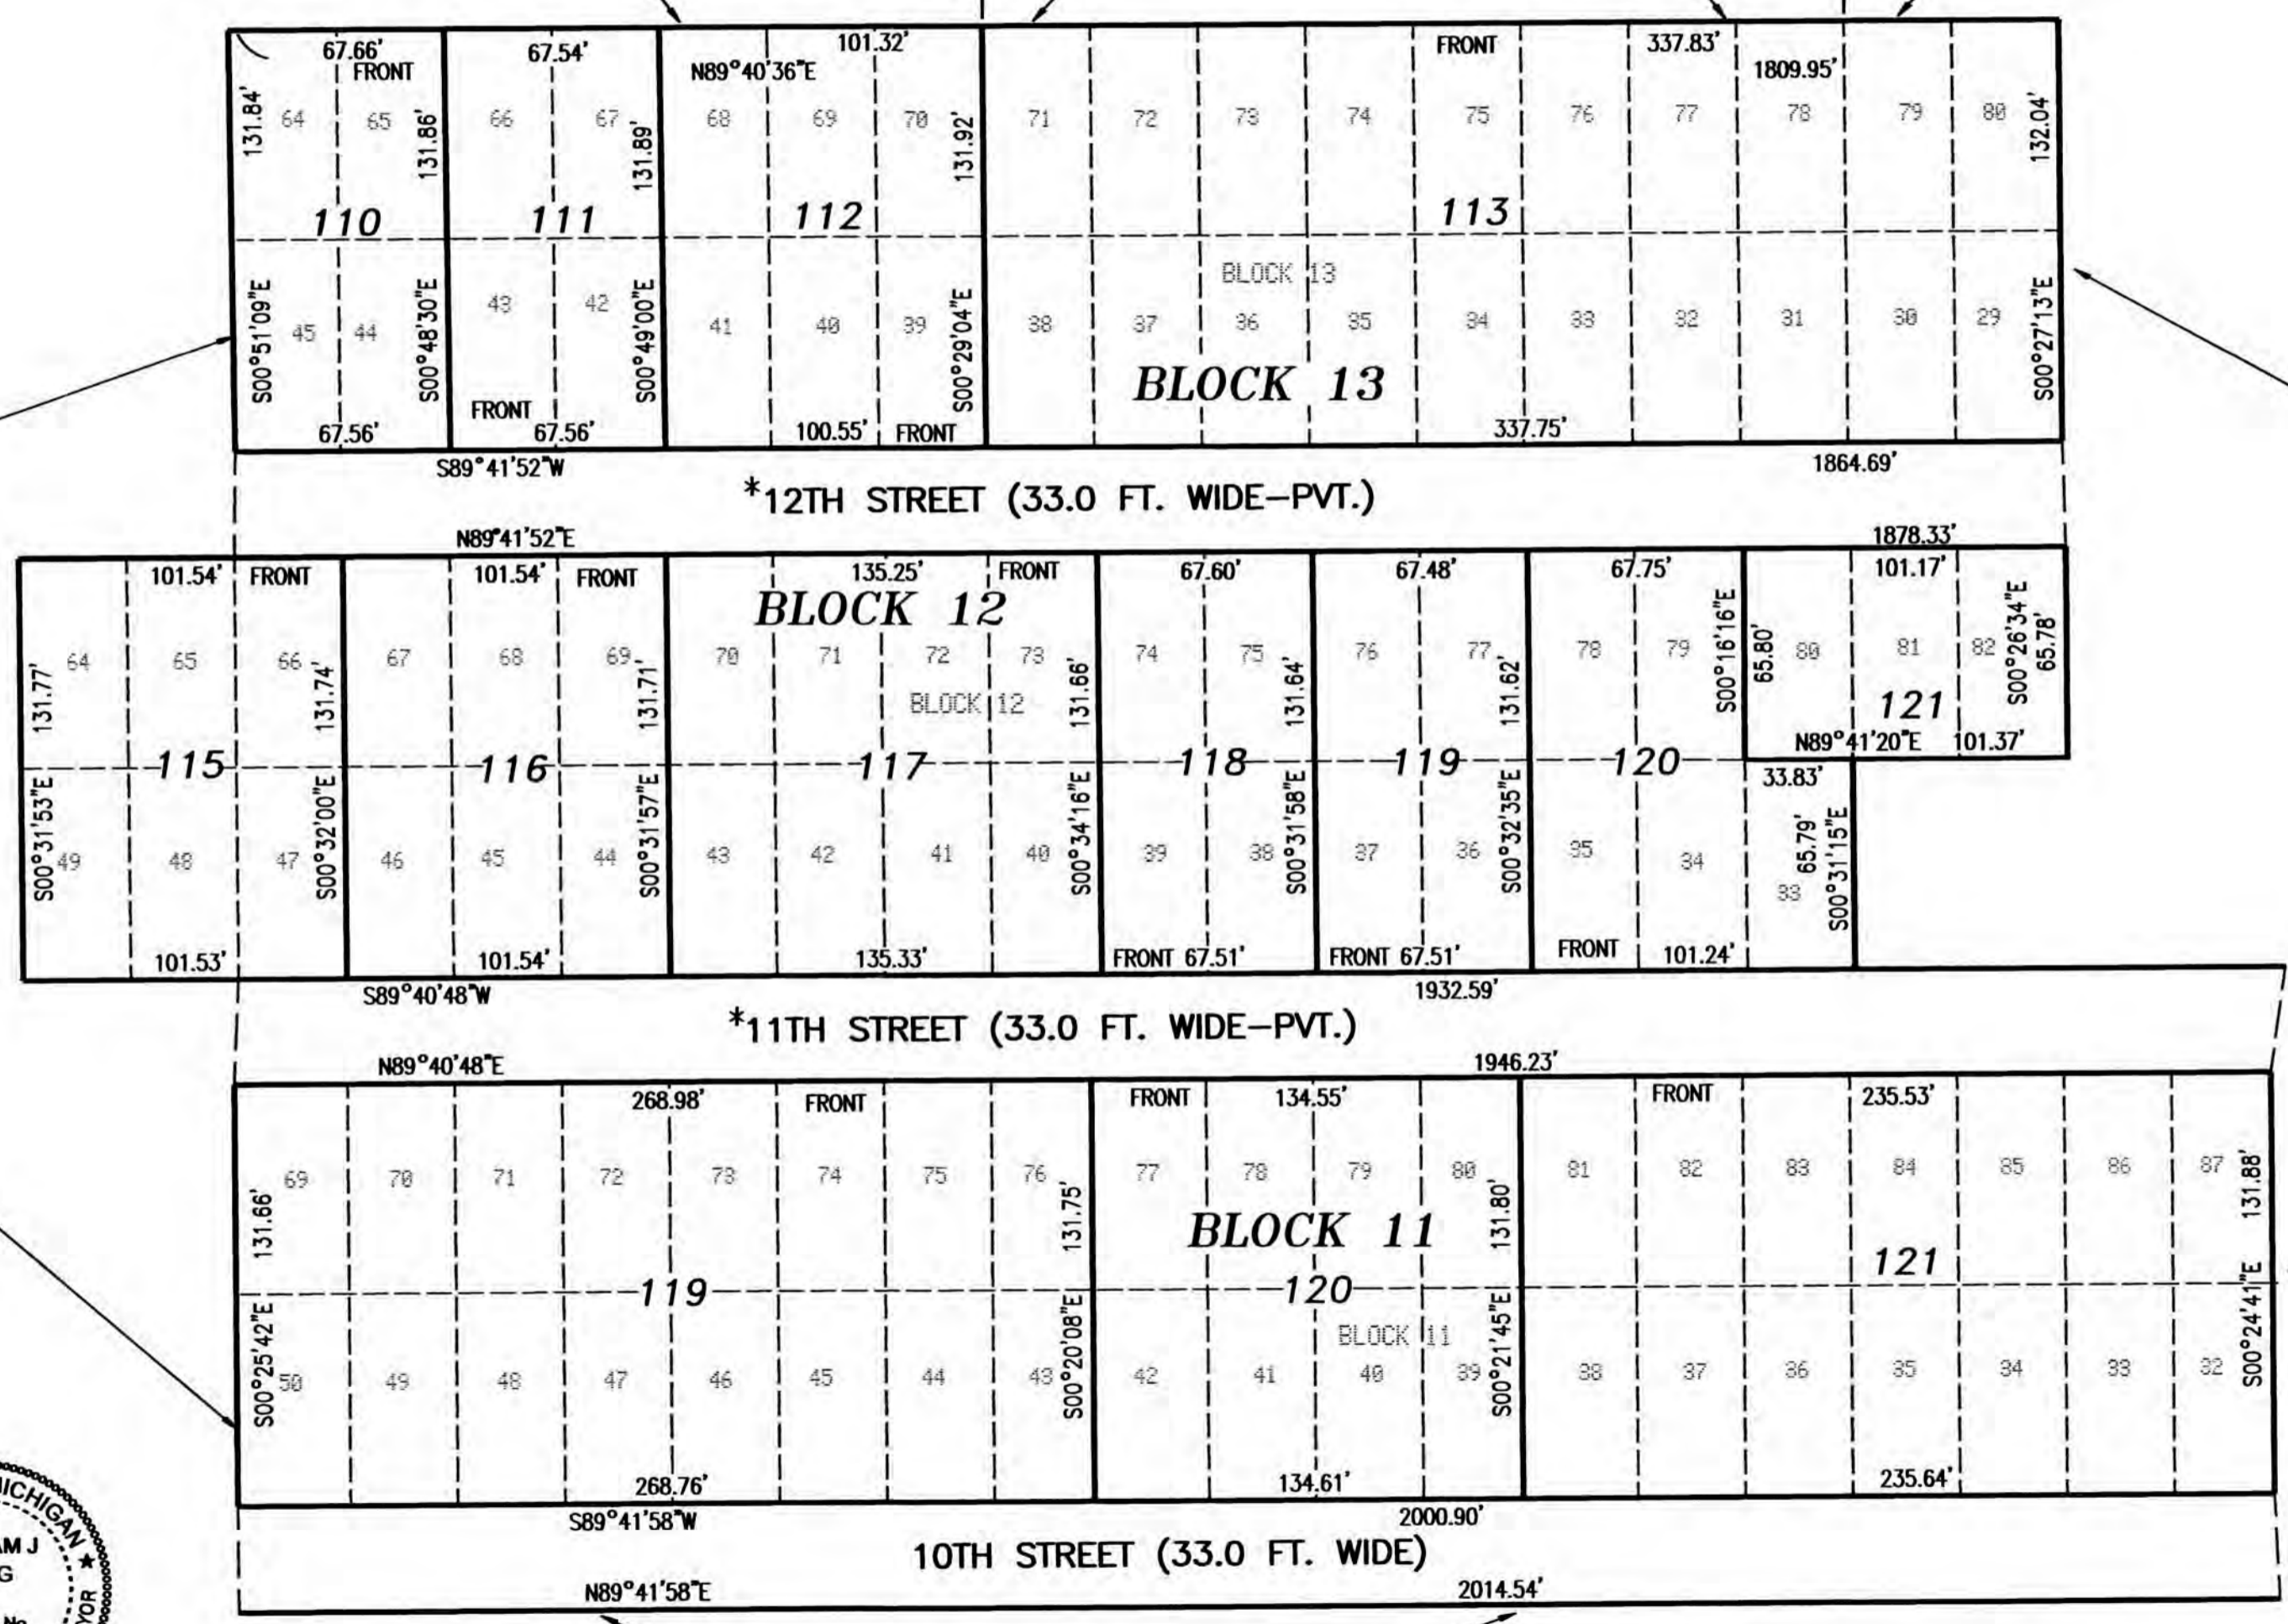 67.66' 67.54' 101.32' FRONT 337.83'
FRONT N89°40'36"E 1809.95'
131.84' 131.86' 131.89' 131.92' 132.04'
64 65 66 67 68 69 70 71 72 73 74 75 76 77 78 79 80
110 111 112 113
BLOCK 13
45 44 43 42 41 40 39 38 37 36 35 34 33 32 31 30 29
S00°51'09"E S00°48'30"E S00°49'00"E S00°29'04"E S00°27'13"E
BLOCK 13
FRONT
67.56' 67.56' 100.55' FRONT 337.75'
S89°41'52"W 1864.69'
*12TH STREET (33.0 FT. WIDE-PVT.)
N89°41'52"E 1878.33'
101.54' FRONT 101.54' FRONT 135.25' FRONT 67.60' 67.48' 67.75' 101.17'
BLOCK 12
S00°16'16"E 65.80' S00°26'34"E 65.78'
64 65 66 67 68 69 70 71 72 73 74 75 76 77 78 79 80 81 82
131.77' 131.74' 131.71' 131.66' 131.64' 131.62'
BLOCK 12
121
N89°41'20"E 101.37'
115 116 117 118 119 120
33.83'
S00°31'53"E S00°32'00"E S00°31'57"E S00°34'16"E S00°31'58"E S00°32'35"E 65.79' S00°31'15"E
49 48 47 46 45 44 43 42 41 40 39 38 37 36 35 34 33
101.53' 101.54' 135.33' FRONT 67.51' FRONT 67.51' FRONT 101.24'
S89°40'48"W 1932.59'
*11TH STREET (33.0 FT. WIDE-PVT.)
N89°40'48"E 1946.23'
268.98' FRONT FRONT 134.55' FRONT 235.53'
69 70 71 72 73 74 75 76 77 78 79 80 81 82 83 84 85 86 87
131.66' 131.75' 131.80' 131.88'
BLOCK 11
119 120 121
BLOCK 11
S00°25'42"E S00°20'08"E S00°21'45"E S00°24'41"E
50 49 48 47 46 45 44 43 42 41 40 39 38 37 36 35 34 33 32
268.76' 134.61' 235.64'
S89°41'58"W 2000.90'
10TH STREET (33.0 FT. WIDE)
N89°41'58"E 2014.54'